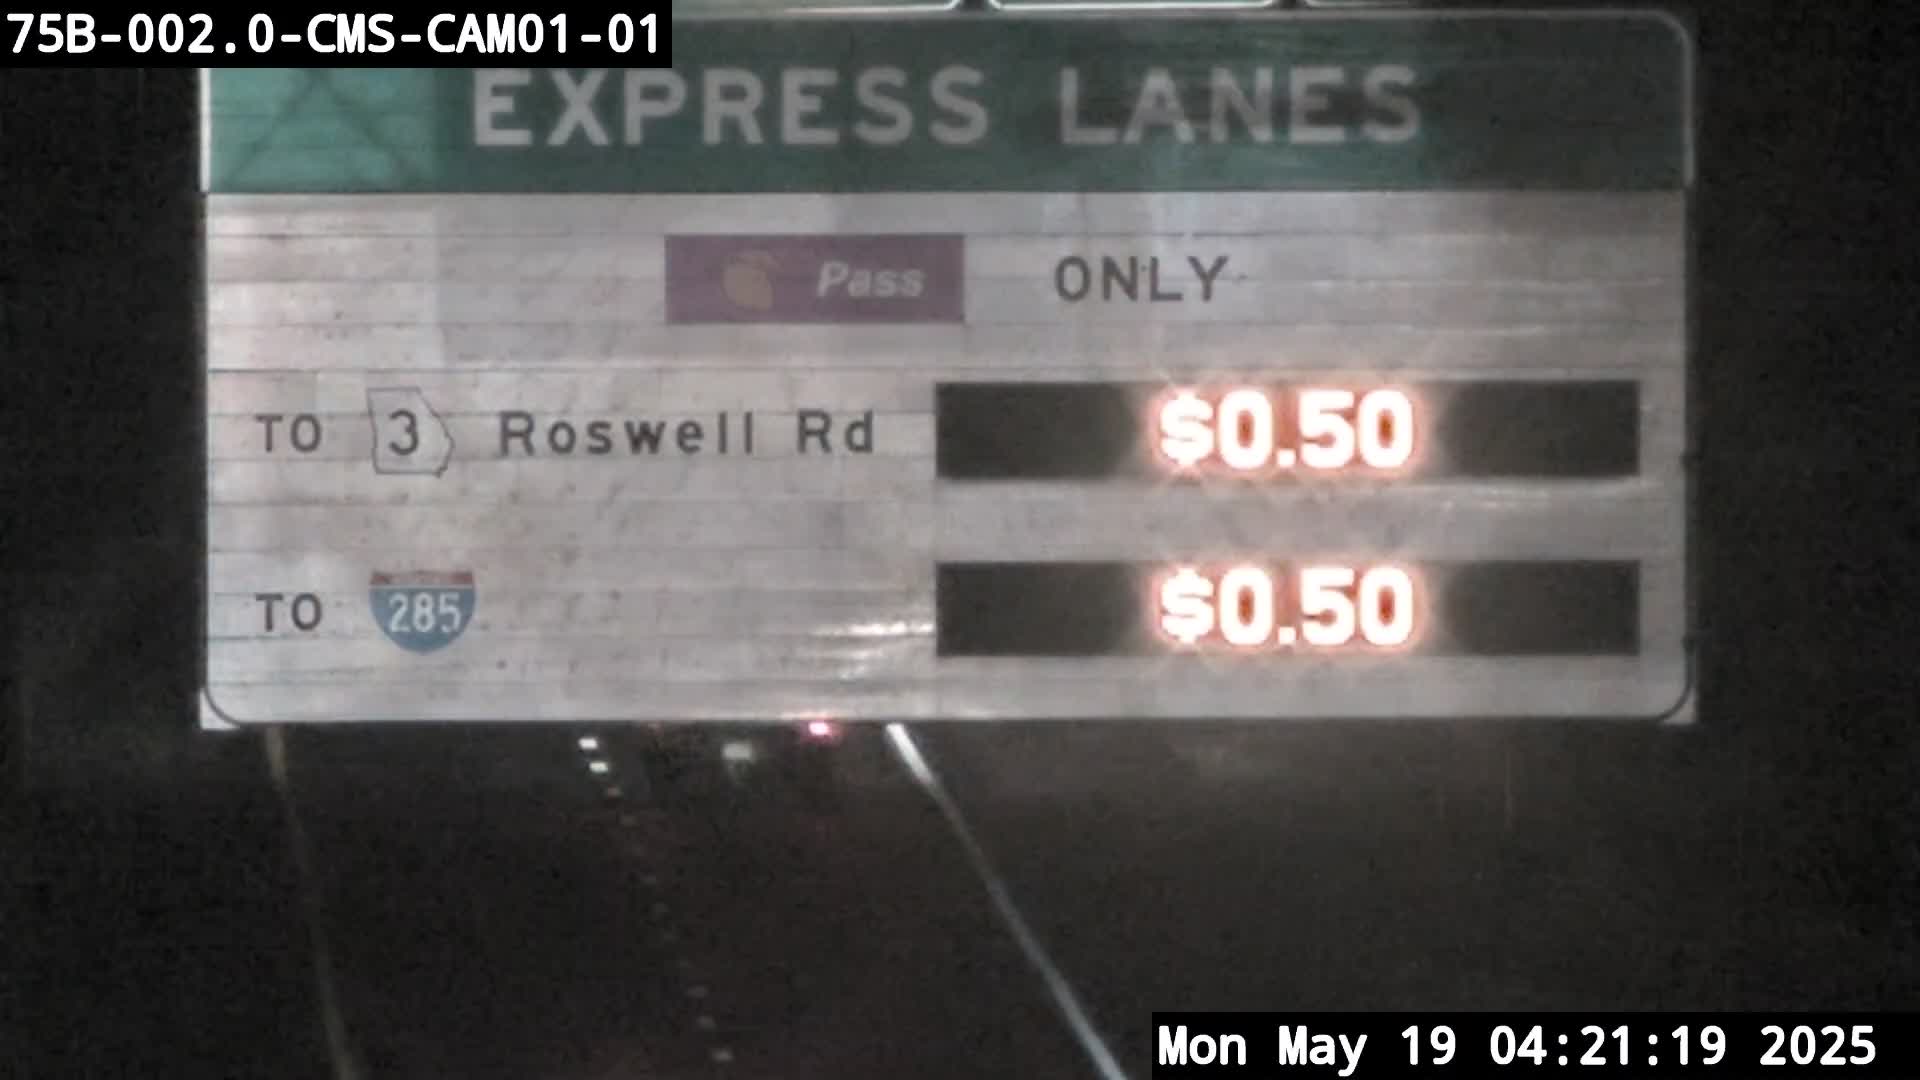 75B-002.0-CMS-CAM01-01
EXPRESS LANES
Pass ONLY
TO 3 Roswell Rd $0.50
TO 285 $0.50
Mon May 19 04:21:19 2025